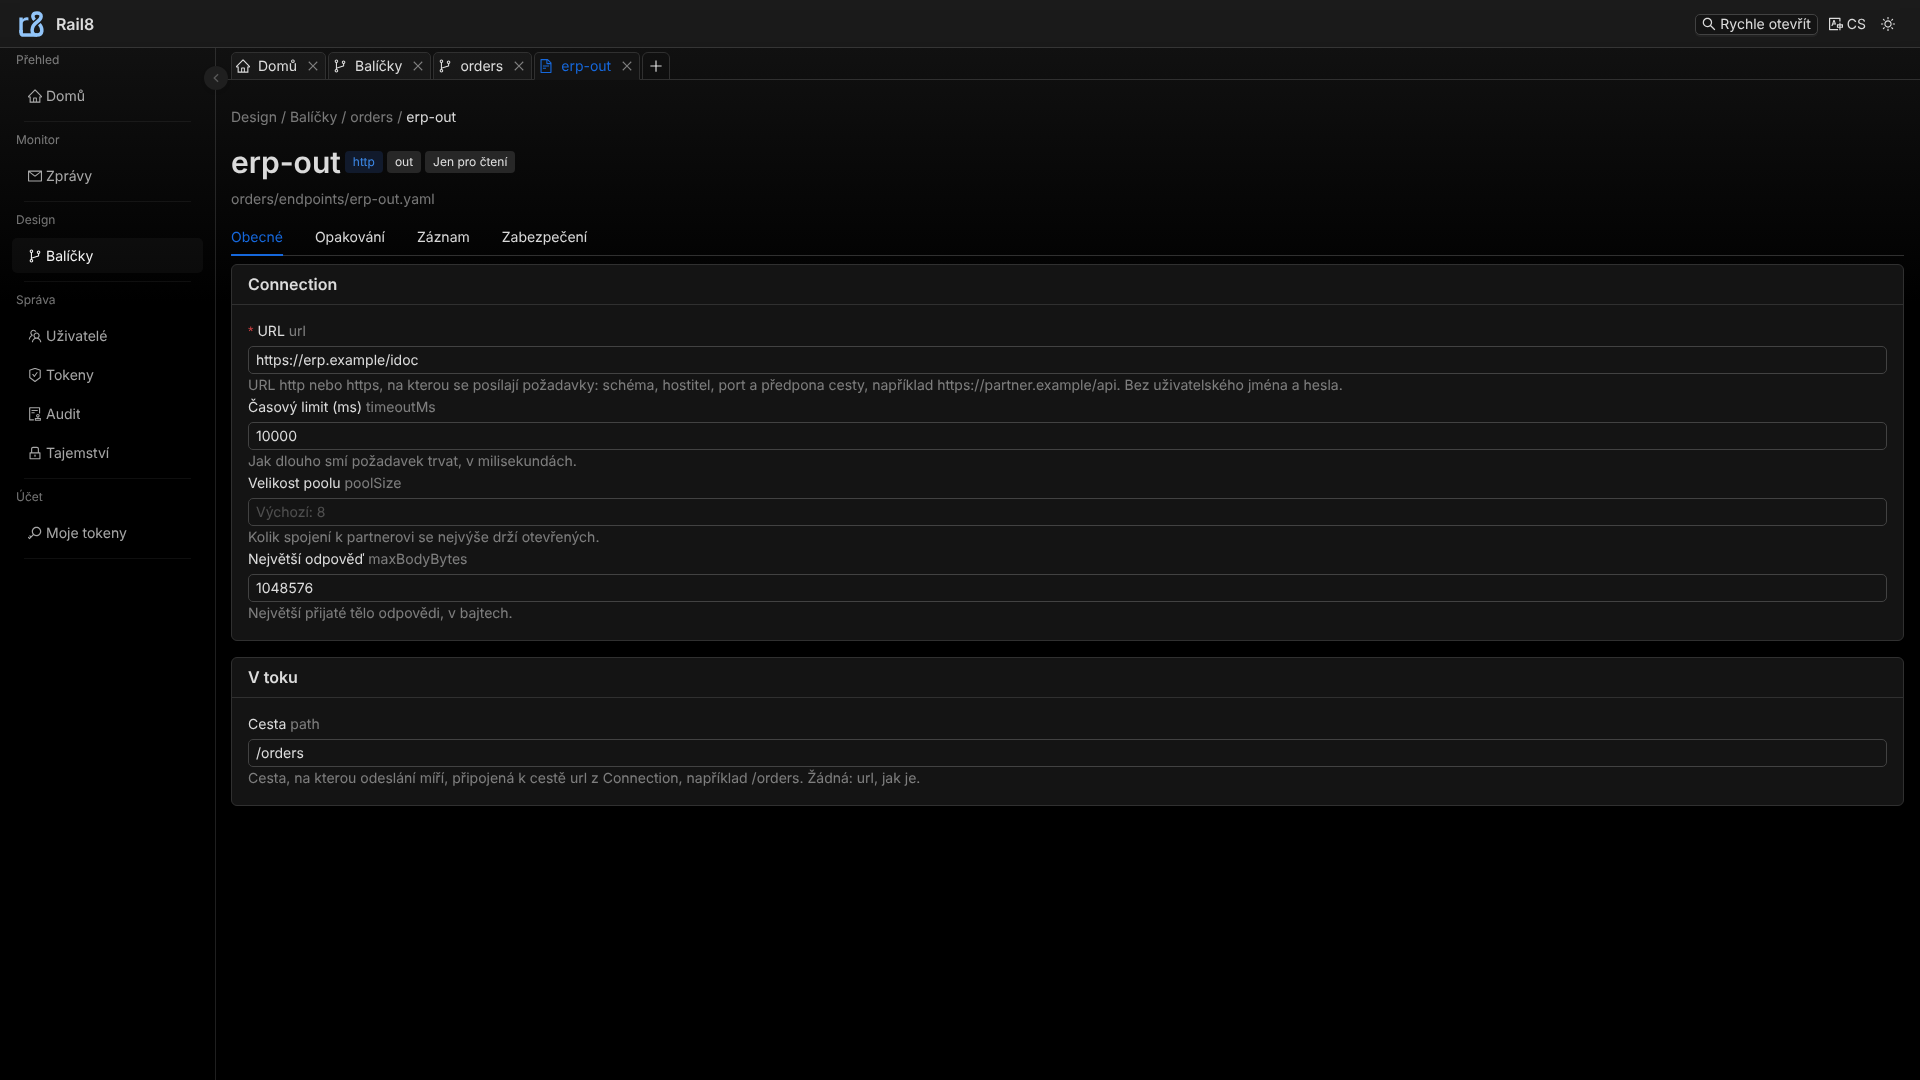 Rail8
Rychle otevřít
CS
Přehled
Domů
Monitor
Zprávy
Design
Balíčky
Správa
Uživatelé
Tokeny
Audit
Tajemství
Účet
Moje tokeny
Domů
Balíčky
orders
erp-out
Design / Balíčky / orders / erp-out
erp-out http out Jen pro čtení
orders/endpoints/erp-out.yaml
Obecné
Opakování
Záznam
Zabezpečení
Connection
* URL url
https://erp.example/idoc
URL http nebo https, na kterou se posílají požadavky: schéma, hostitel, port a předpona cesty, například https://partner.example/api. Bez uživatelského jména a hesla.
Časový limit (ms) timeoutMs
10000
Jak dlouho smí požadavek trvat, v milisekundách.
Velikost poolu poolSize
Výchozí: 8
Kolik spojení k partnerovi se nejvýše drží otevřených.
Největší odpověď maxBodyBytes
1048576
Největší přijaté tělo odpovědi, v bajtech.
V toku
Cesta path
/orders
Cesta, na kterou odeslání míří, připojená k cestě url z Connection, například /orders. Žádná: url, jak je.